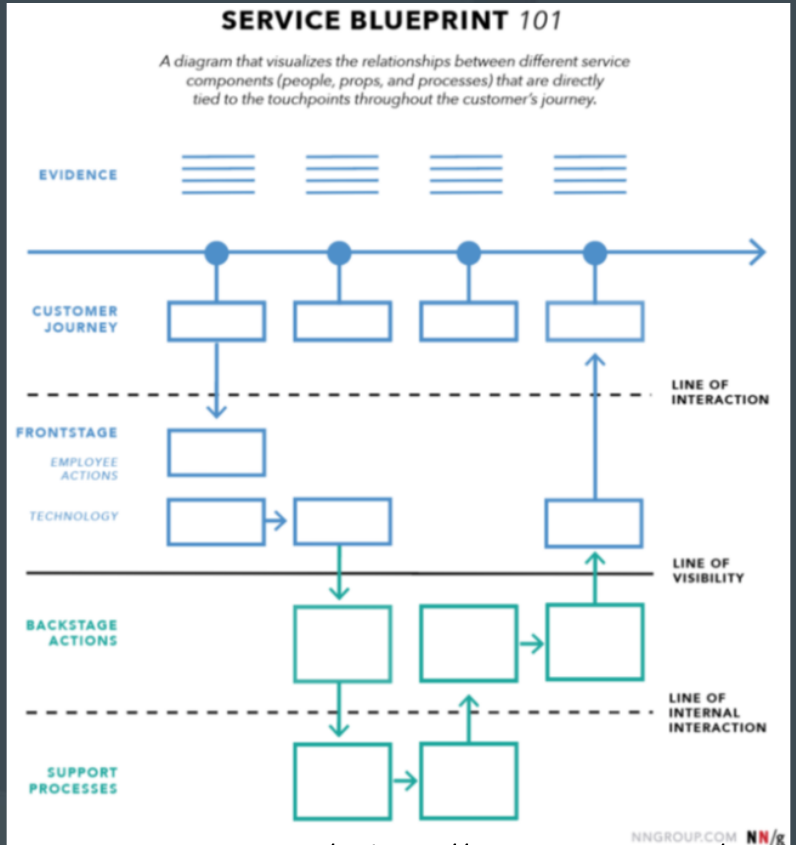 SERVICE BLUEPRINT 101
A diagram that visualizes the relationships between different service
components (people, props, and processes) that are directly
tied to the touchpoints throughout the customer's journey.
EVIDENCE
CUSTOMER
JOURNEY
LINE OF
INTERACTION
FRONTSTAGE
EMPLOYEE
ACTIONS
TECHNOLOGY
LINE OF
VISIBILITY
BACKSTAGE
ACTIONS
LINE OF
INTERNAL
INTERACTION
SUPPORT
PROCESSES
NNGROUP.COM NN/g